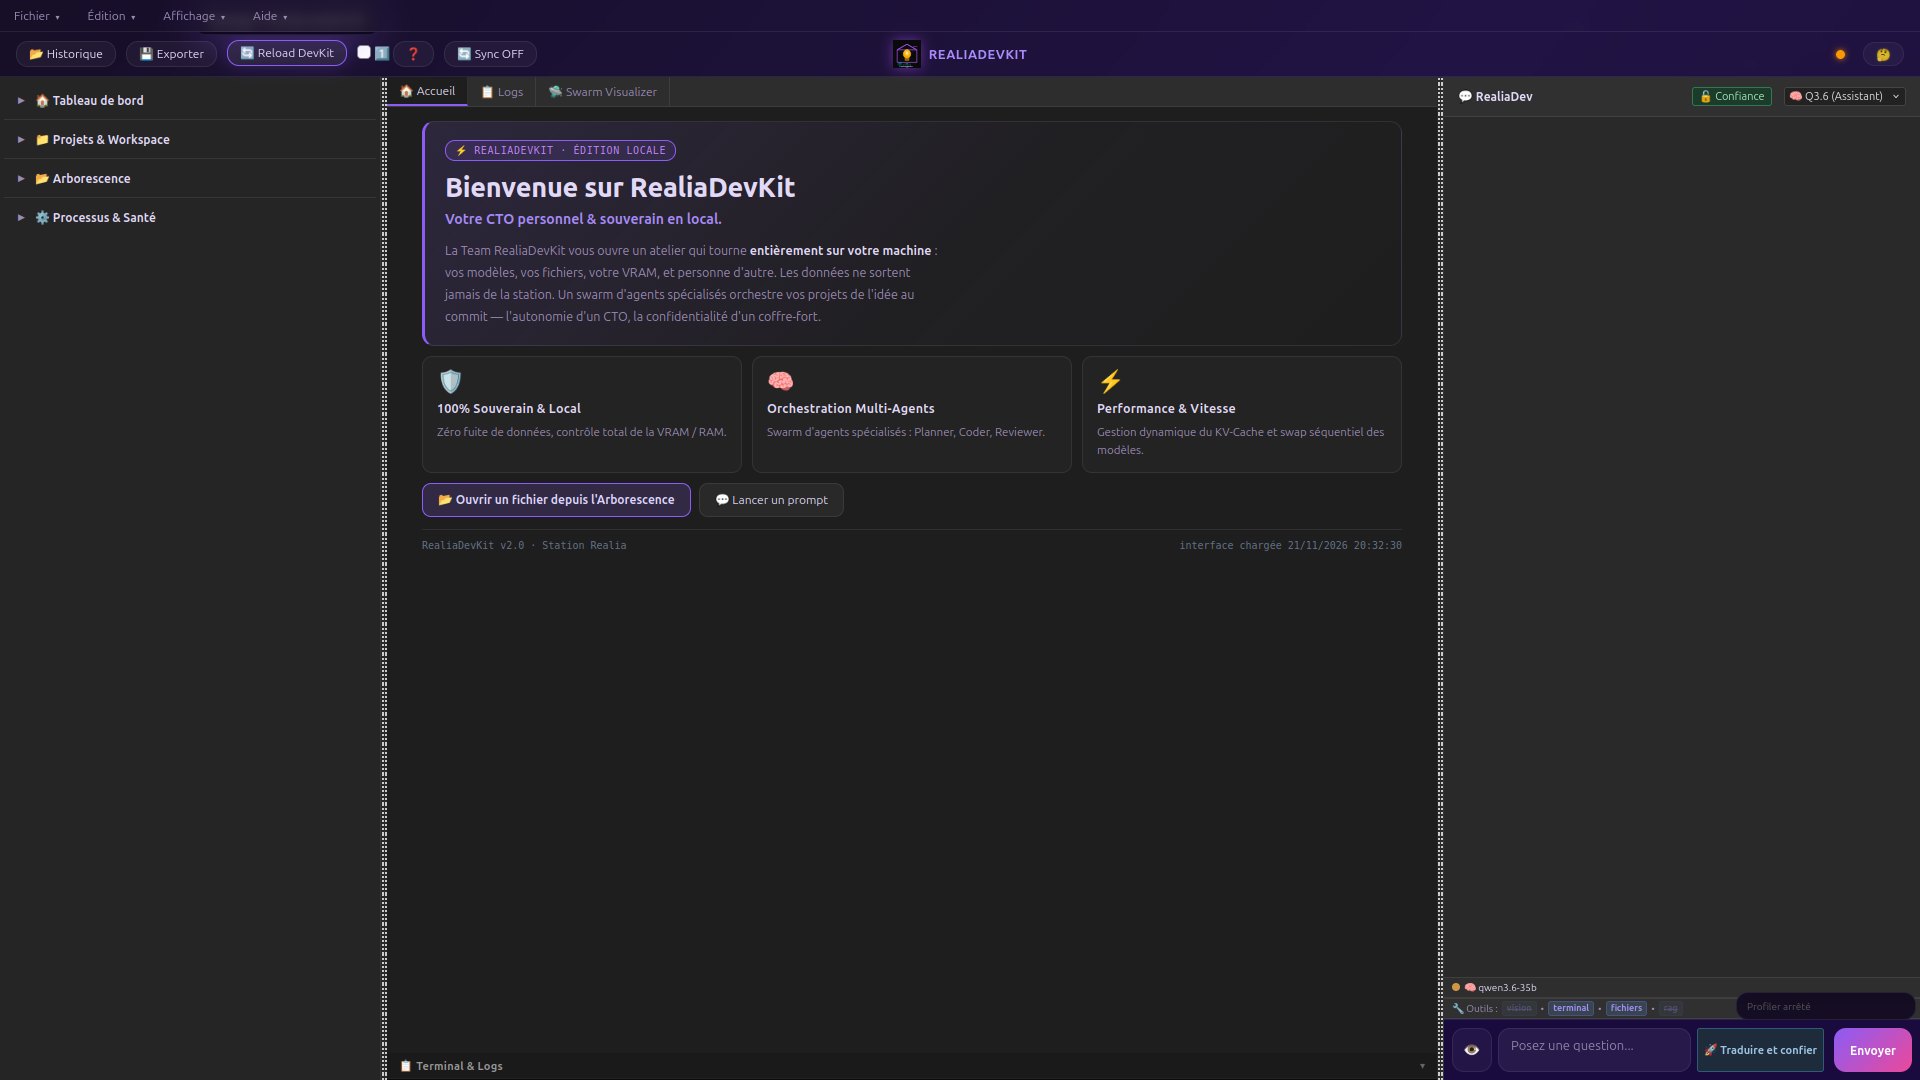 Fichier
Édition
Affichage
Aide
Historique
Exporter
Reload DevKit
Sync OFF
REALIADEVKIT
Tableau de bord
Projets & Workspace
Arborescence
Processus & Santé
Accueil
Logs
Swarm Visualizer
REALIADEVKIT · ÉDITION LOCALE
Bienvenue sur RealiaDevKit
Votre CTO personnel & souverain en local.
La Team RealiaDevKit vous ouvre un atelier qui tourne entièrement sur votre machine :
vos modèles, vos fichiers, votre VRAM, et personne d'autre. Les données ne sortent
jamais de la station. Un swarm d'agents spécialisés orchestre vos projets de l'idée au
commit — l'autonomie d'un CTO, la confidentialité d'un coffre-fort.
100% Souverain & Local
Zéro fuite de données, contrôle total de la VRAM / RAM.
Orchestration Multi-Agents
Swarm d'agents spécialisés : Planner, Coder, Reviewer.
Performance & Vitesse
Gestion dynamique du KV-Cache et swap séquentiel des
modèles.
Ouvrir un fichier depuis l'Arborescence
Lancer un prompt
RealiaDevKit v2.0 · Station Realia
interface chargée 21/11/2026 20:32:30
Terminal & Logs
RealiaDev
Confiance
Q3.6 (Assistant)
qwen3.6-35b
Outils : vision • terminal • fichiers • rag
Profiler arrêté
Posez une question...
Traduire et confier
Envoyer